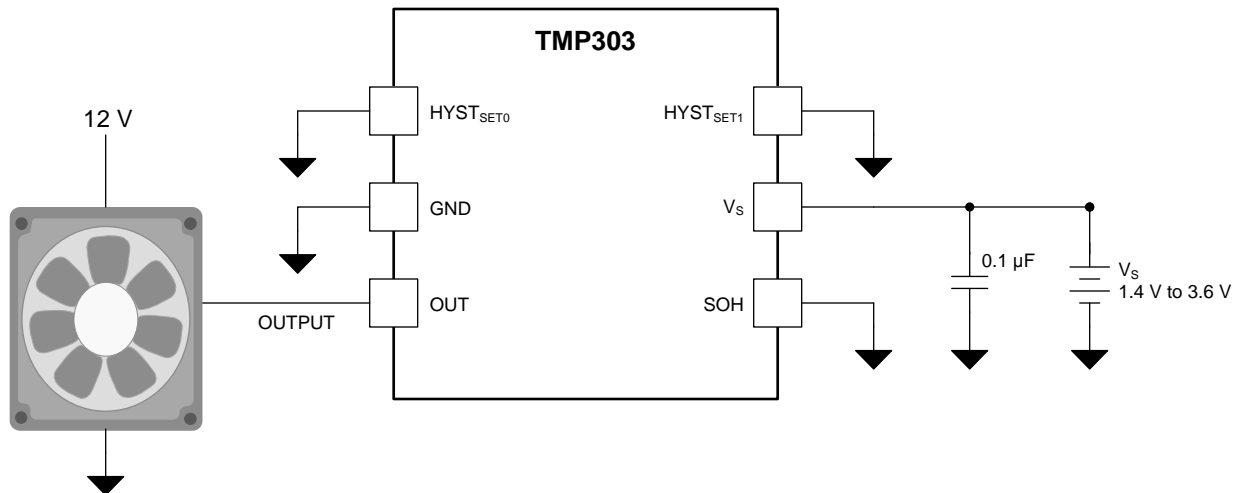 TMP303
12 V
HYSTSET0
HYSTSET1
GND
VS
OUT
SOH
OUTPUT
0.1 µF
VS
1.4 V to 3.6 V